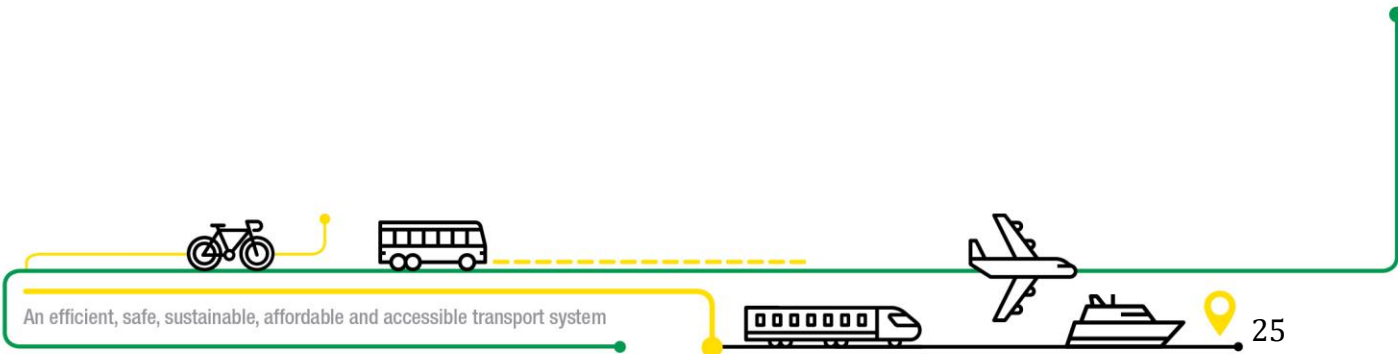 An efficient, safe, sustainable, affordable and accessible transport system
25